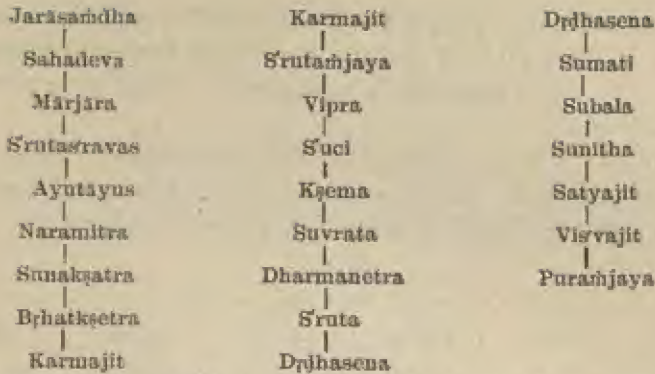 Jarāsaṁdha
Sahadeva
Mārjāra
S'rutas'ravas
Ayutāyus
Naramitra
Sunakṣatra
Bṛhatkṣetra
Karmajit
Karmajit
S'rutaṁjaya
Vipra
S'uci
Kṣema
Suvrata
Dharmanetra
S'ruta
Dṛḍhasena
Dṛḍhasena
Sumati
Subala
Sunitha
Satyajit
Vis'vajit
Puraṁjaya